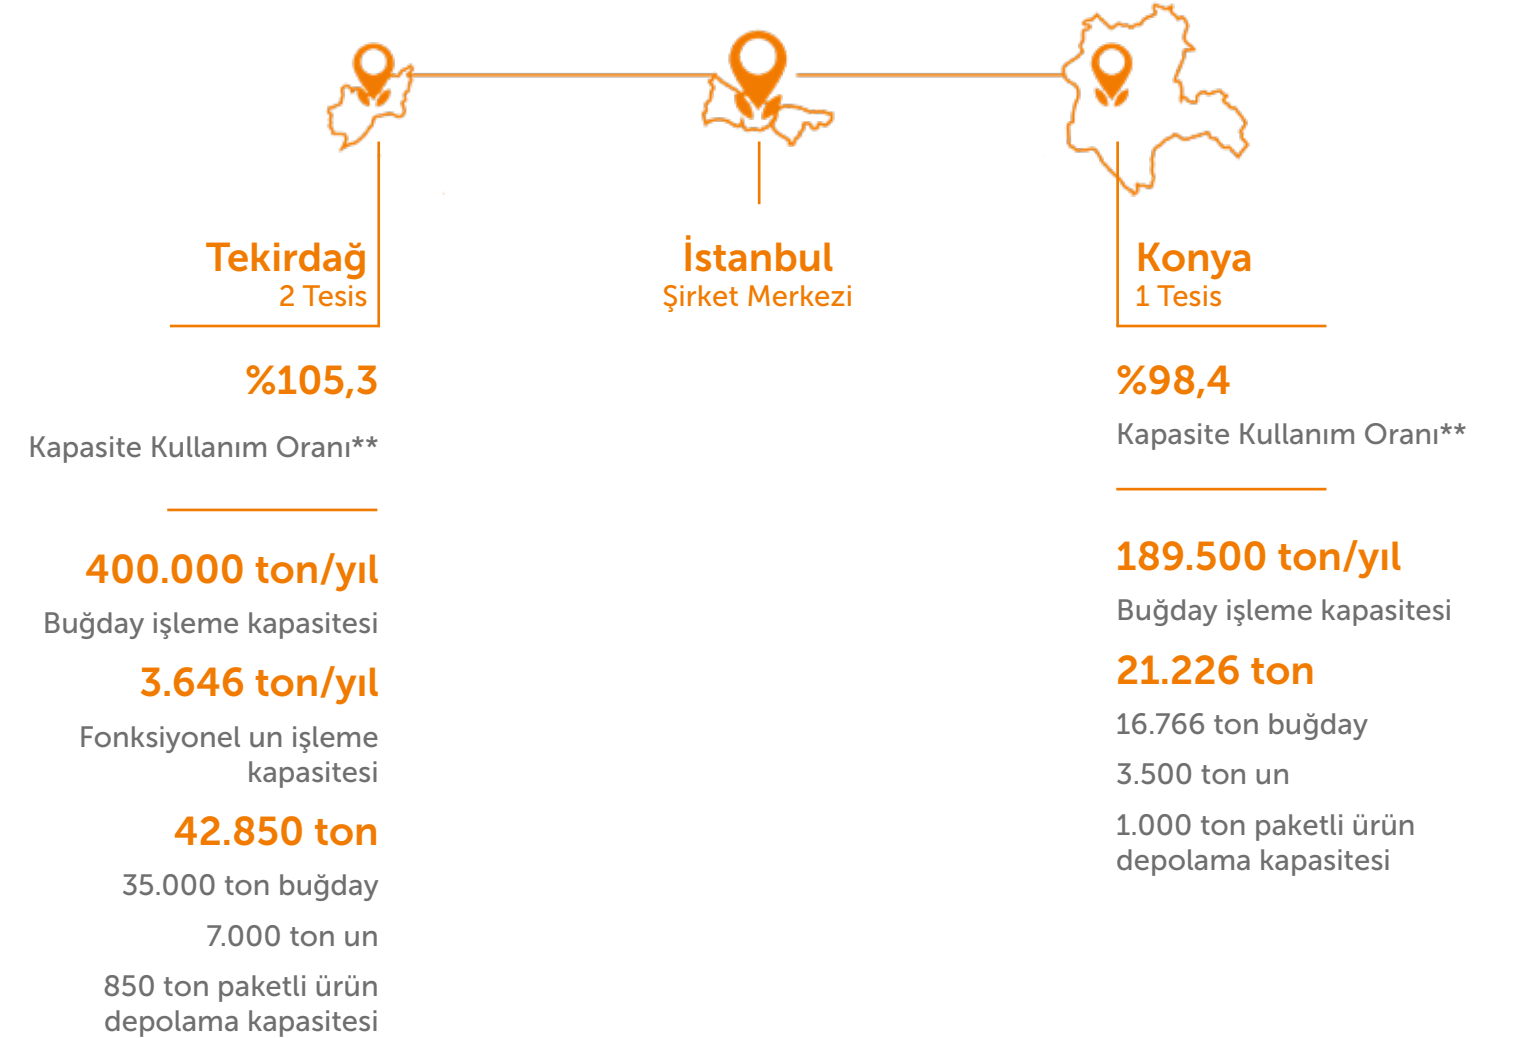 Tekirdağ
2 Tesis
%105,3
Kapasite Kullanım Oranı**
400.000 ton/yıl
Buğday işleme kapasitesi
3.646 ton/yıl
Fonksiyonel un işleme
kapasitesi
42.850 ton
35.000 ton buğday
7.000 ton un
850 ton paketli ürün
depolama kapasitesi
İstanbul
Şirket Merkezi
Konya
1 Tesis
%98,4
Kapasite Kullanım Oranı**
189.500 ton/yıl
Buğday işleme kapasitesi
21.226 ton
16.766 ton buğday
3.500 ton un
1.000 ton paketli ürün
depolama kapasitesi